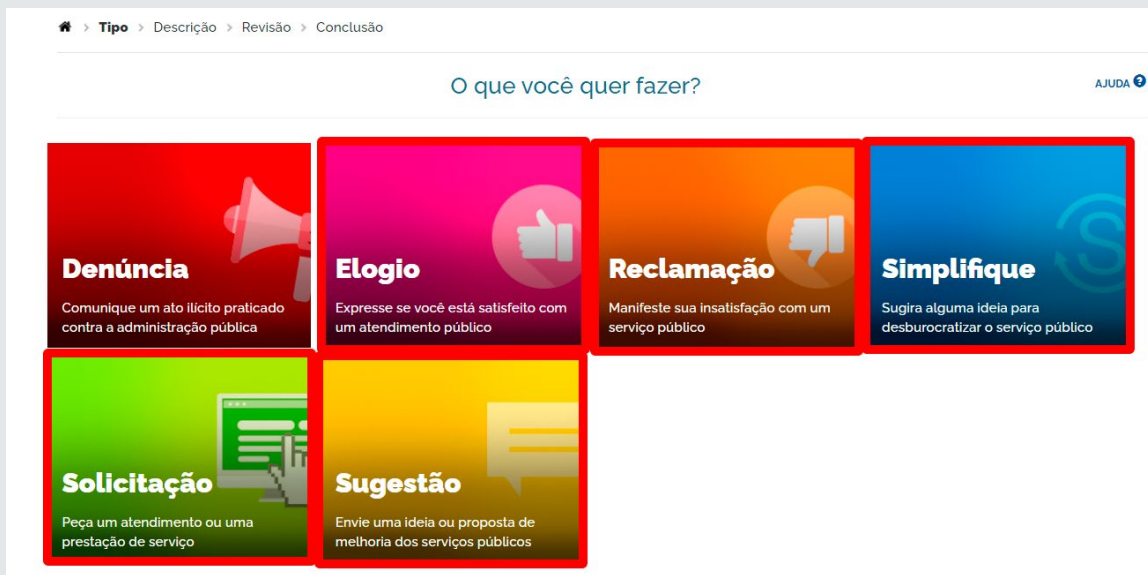 > Tipo > Descrição > Revisão > Conclusão
O que você quer fazer?
AJUDA
Denúncia
Comunique um ato ilícito praticado
contra a administração pública
Elogio
Expresse se você está satisfeito com
um atendimento público
Reclamação
Manifeste sua insatisfação com um
serviço público
Simplifique
Sugira alguma ideia para
desburocratizar o serviço público
Solicitação
Peça um atendimento ou uma
prestação de serviço
Sugestão
Envie uma ideia ou proposta de
melhoria dos serviços públicos